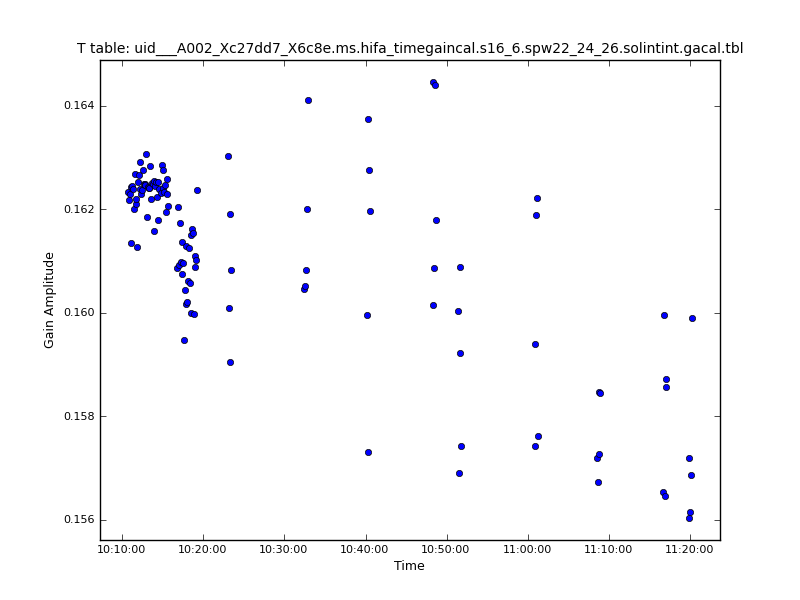 T table: uid___A002_Xc27dd7_X6c8e.ms.hifa_timegaincal.s16_6.spw22_24_26.solintint.gacal.tbl
Gain Amplitude
0.164
0.162
0.160
0.158
0.156
10:10:00 10:20:00 10:30:00 10:40:00 10:50:00 11:00:00 11:10:00 11:20:00
Time